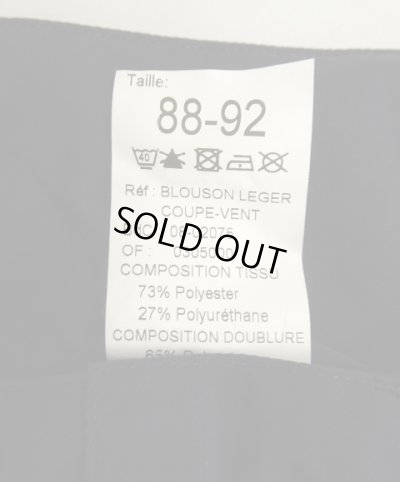 Taille:
88-92
40
Réf : BLOUSON LEGER
COUPE-VENT
SOLD OUT
OF :
COMPOSITION TISSU
73% Polyester
27% Polyuréthane
COMPOSITION DOUBLURE